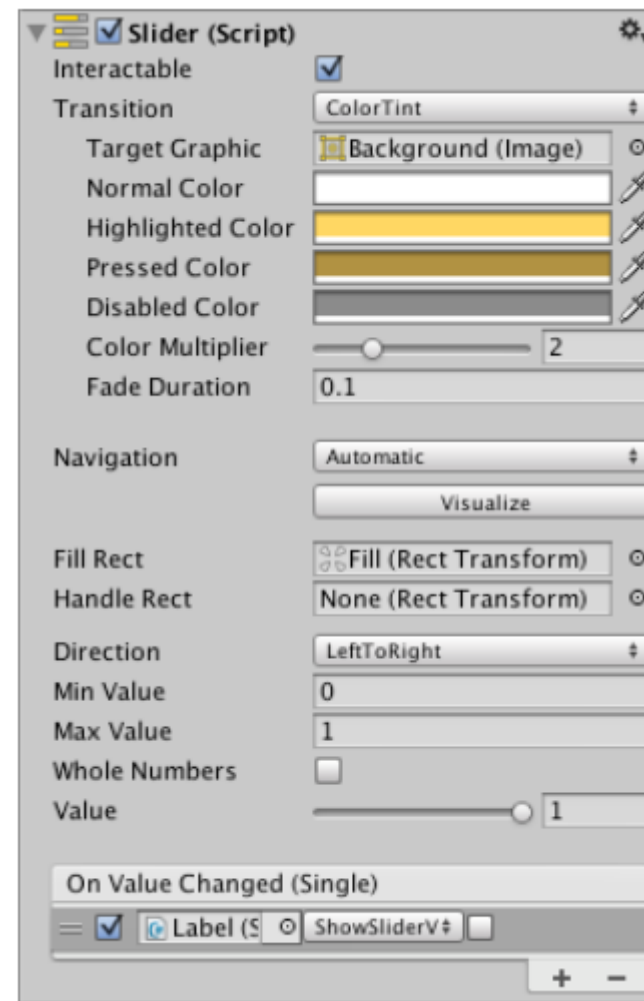 Slider (Script)
Interactable
Transition ColorTint
Target Graphic Background (Image)
Normal Color
Highlighted Color
Pressed Color
Disabled Color
Color Multiplier 2
Fade Duration 0.1
Navigation Automatic
Visualize
Fill Rect Fill (Rect Transform)
Handle Rect None (Rect Transform)
Direction LeftToRight
Min Value 0
Max Value 1
Whole Numbers
Value 1
On Value Changed (Single)
Label (S ShowSliderV
+ −